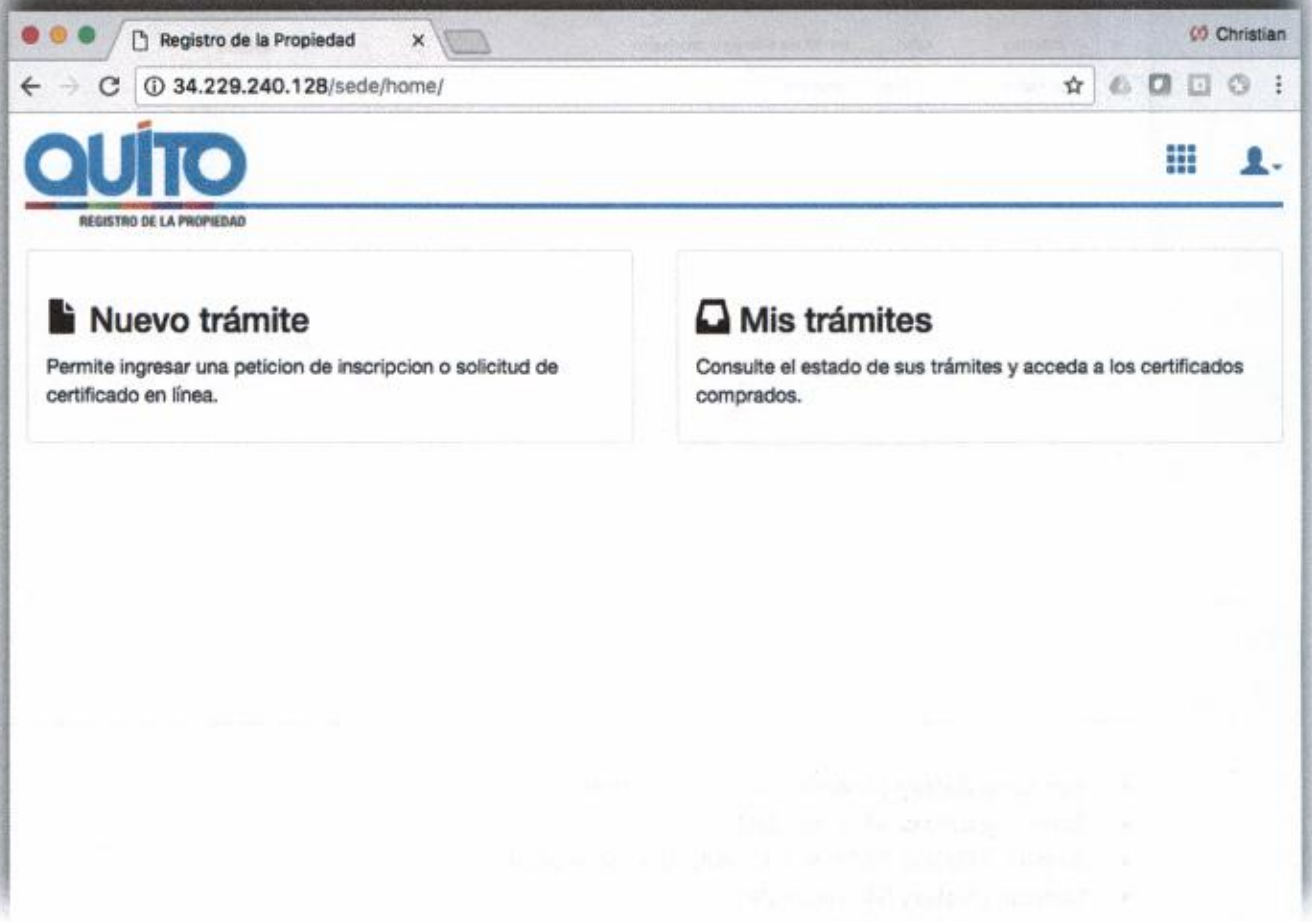 Registro de la Propiedad
Christian
34.229.240.128/sede/home/
QUITO
REGISTRO DE LA PROPIEDAD
Nuevo trámite
Permite ingresar una peticion de inscripcion o solicitud de
certificado en línea.
Mis trámites
Consulte el estado de sus trámites y acceda a los certificados
comprados.